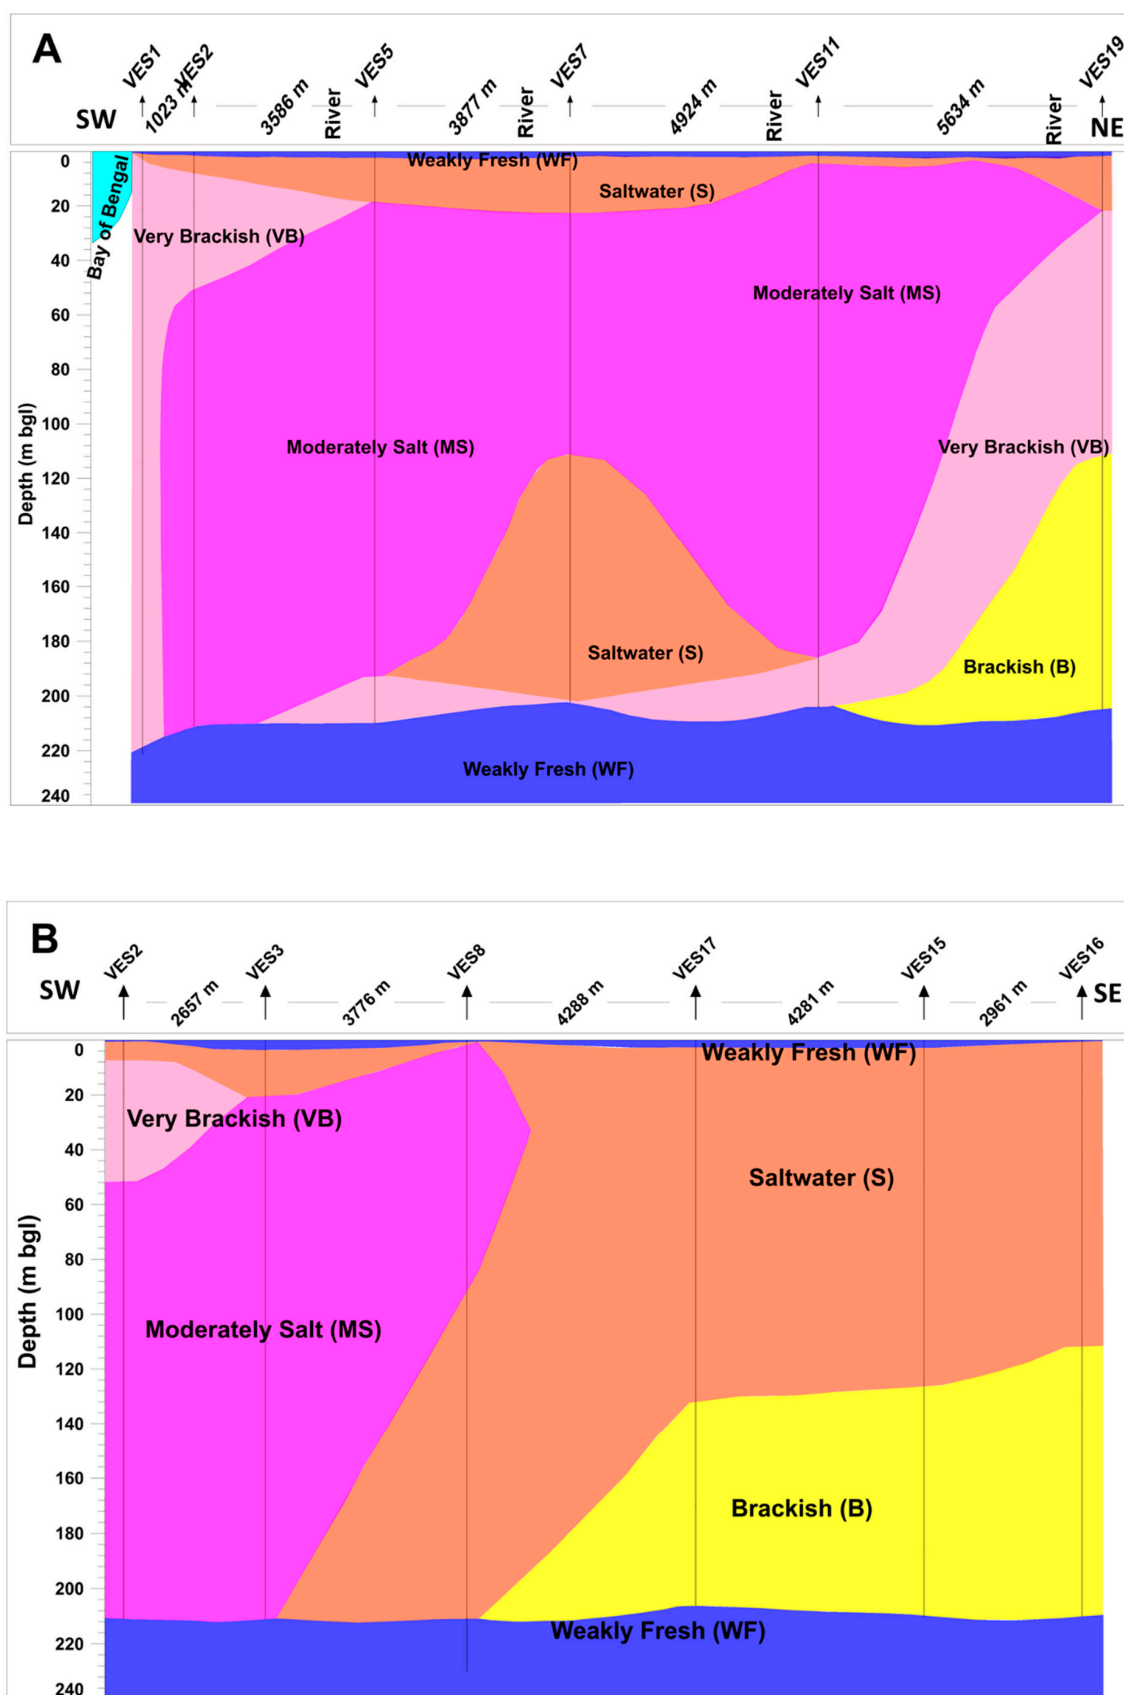 A
VES1
VES2
VES5
VES7
VES11
VES19
SW
1023 m
3586 m
River
3877 m
River
4924 m
River
5634 m
River
NE
Weakly Fresh (WF)
Saltwater (S)
Bay of Bengal
Very Brackish (VB)
Moderately Salt (MS)
Moderately Salt (MS)
Very Brackish (VB)
Saltwater (S)
Brackish (B)
Weakly Fresh (WF)
Depth (m bgl)
0
20
40
60
80
100
120
140
160
180
200
220
240
B
VES2
VES3
VES8
VES17
VES15
VES16
SW
2657 m
3776 m
4288 m
4281 m
2961 m
SE
Weakly Fresh (WF)
Very Brackish (VB)
Saltwater (S)
Moderately Salt (MS)
Brackish (B)
Weakly Fresh (WF)
Depth (m bgl)
0
20
40
60
80
100
120
140
160
180
200
220
240